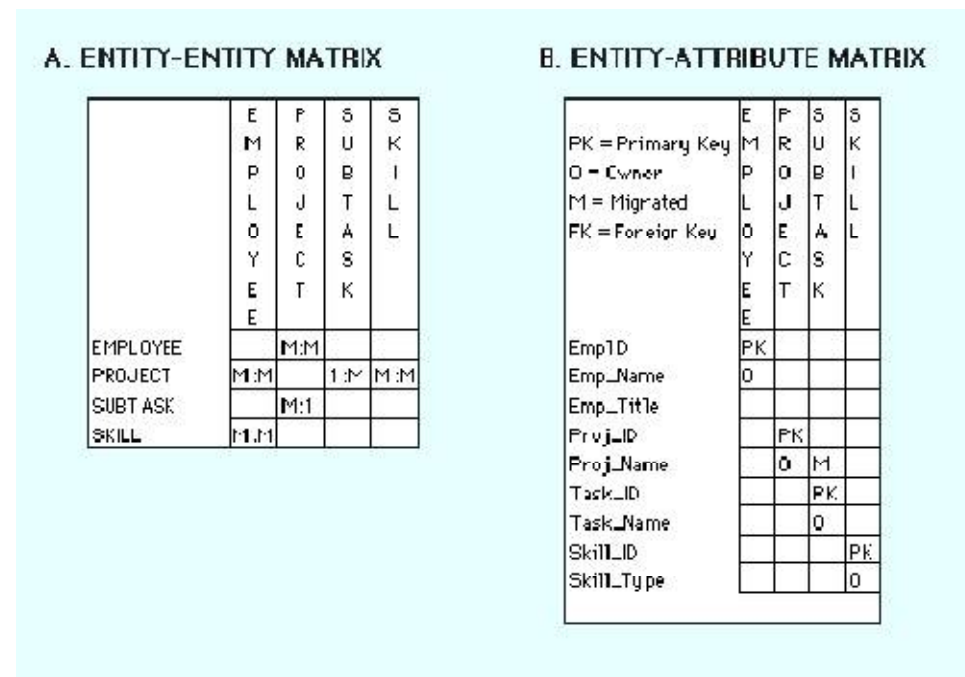 A. ENTITY-ENTITY MATRIX
EMPLOYEE PROJECT SUBTASK SKILL
EMPLOYEE M:M
PROJECT M:M 1:M M:M
SUBTASK M:1
SKILL M:M
B. ENTITY-ATTRIBUTE MATRIX
EMPLOYEE PROJECT SUBTASK SKILL
PK = Primary Key
O = Owner
M = Migrated
FK = Foreign Key
EmpID PK
Emp_Name O
Emp_Title
Proj_ID PK
Proj_Name O M
Task_ID PK
Task_Name O
Skill_ID PK
Skill_Type O